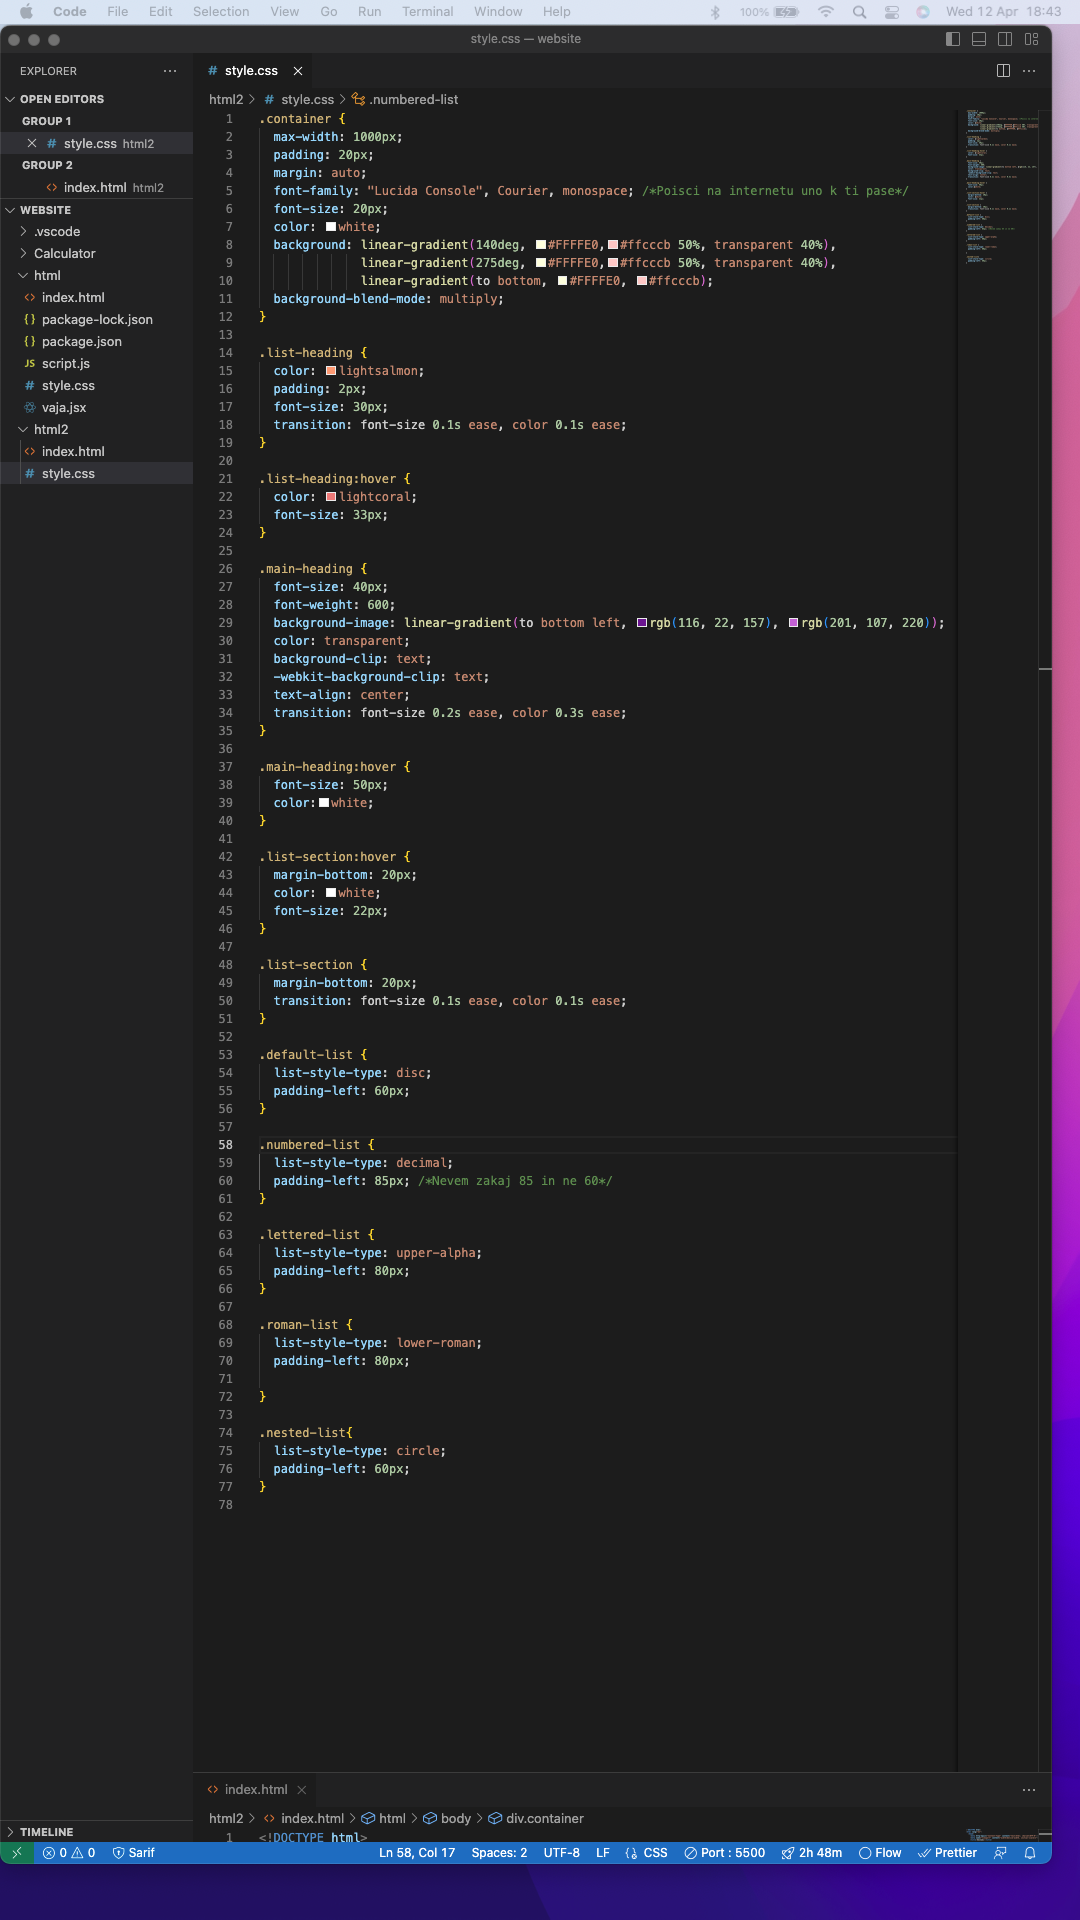 Code File Edit Selection View Go Run Terminal Window Help 100% Wed 12 Apr 18:43
style.css — website
EXPLORER
OPEN EDITORS
GROUP 1
style.css html2
GROUP 2
index.html html2
WEBSITE
.vscode
Calculator
html
index.html
package-lock.json
package.json
JS script.js
# style.css
vaja.jsx
html2
index.html
# style.css
TIMELINE
# style.css
html2 > # style.css > .numbered-list
1 .container {
2 max-width: 1000px;
3 padding: 20px;
4 margin: auto;
5 font-family: "Lucida Console", Courier, monospace; /*Poisci na internetu uno k ti pase*/
6 font-size: 20px;
7 color: white;
8 background: linear-gradient(140deg, #FFFFE0, #ffcccb 50%, transparent 40%),
9 linear-gradient(275deg, #FFFFE0, #ffcccb 50%, transparent 40%),
10 linear-gradient(to bottom, #FFFFE0, #ffcccb);
11 background-blend-mode: multiply;
12 }
13
14 .list-heading {
15 color: lightsalmon;
16 padding: 2px;
17 font-size: 30px;
18 transition: font-size 0.1s ease, color 0.1s ease;
19 }
20
21 .list-heading:hover {
22 color: lightcoral;
23 font-size: 33px;
24 }
25
26 .main-heading {
27 font-size: 40px;
28 font-weight: 600;
29 background-image: linear-gradient(to bottom left, rgb(116, 22, 157), rgb(201, 107, 220));
30 color: transparent;
31 background-clip: text;
32 -webkit-background-clip: text;
33 text-align: center;
34 transition: font-size 0.2s ease, color 0.3s ease;
35 }
36
37 .main-heading:hover {
38 font-size: 50px;
39 color: white;
40 }
41
42 .list-section:hover {
43 margin-bottom: 20px;
44 color: white;
45 font-size: 22px;
46 }
47
48 .list-section {
49 margin-bottom: 20px;
50 transition: font-size 0.1s ease, color 0.1s ease;
51 }
52
53 .default-list {
54 list-style-type: disc;
55 padding-left: 60px;
56 }
57
58 .numbered-list {
59 list-style-type: decimal;
60 padding-left: 85px; /*Nevem zakaj 85 in ne 60*/
61 }
62
63 .lettered-list {
64 list-style-type: upper-alpha;
65 padding-left: 80px;
66 }
67
68 .roman-list {
69 list-style-type: lower-roman;
70 padding-left: 80px;
71
72 }
73
74 .nested-list{
75 list-style-type: circle;
76 padding-left: 60px;
77 }
78
index.html
html2 > index.html > html > body > div.container
1 <!DOCTYPE html>
0 0 Sarif Ln 58, Col 17 Spaces: 2 UTF-8 LF CSS Port : 5500 2h 48m Flow Prettier